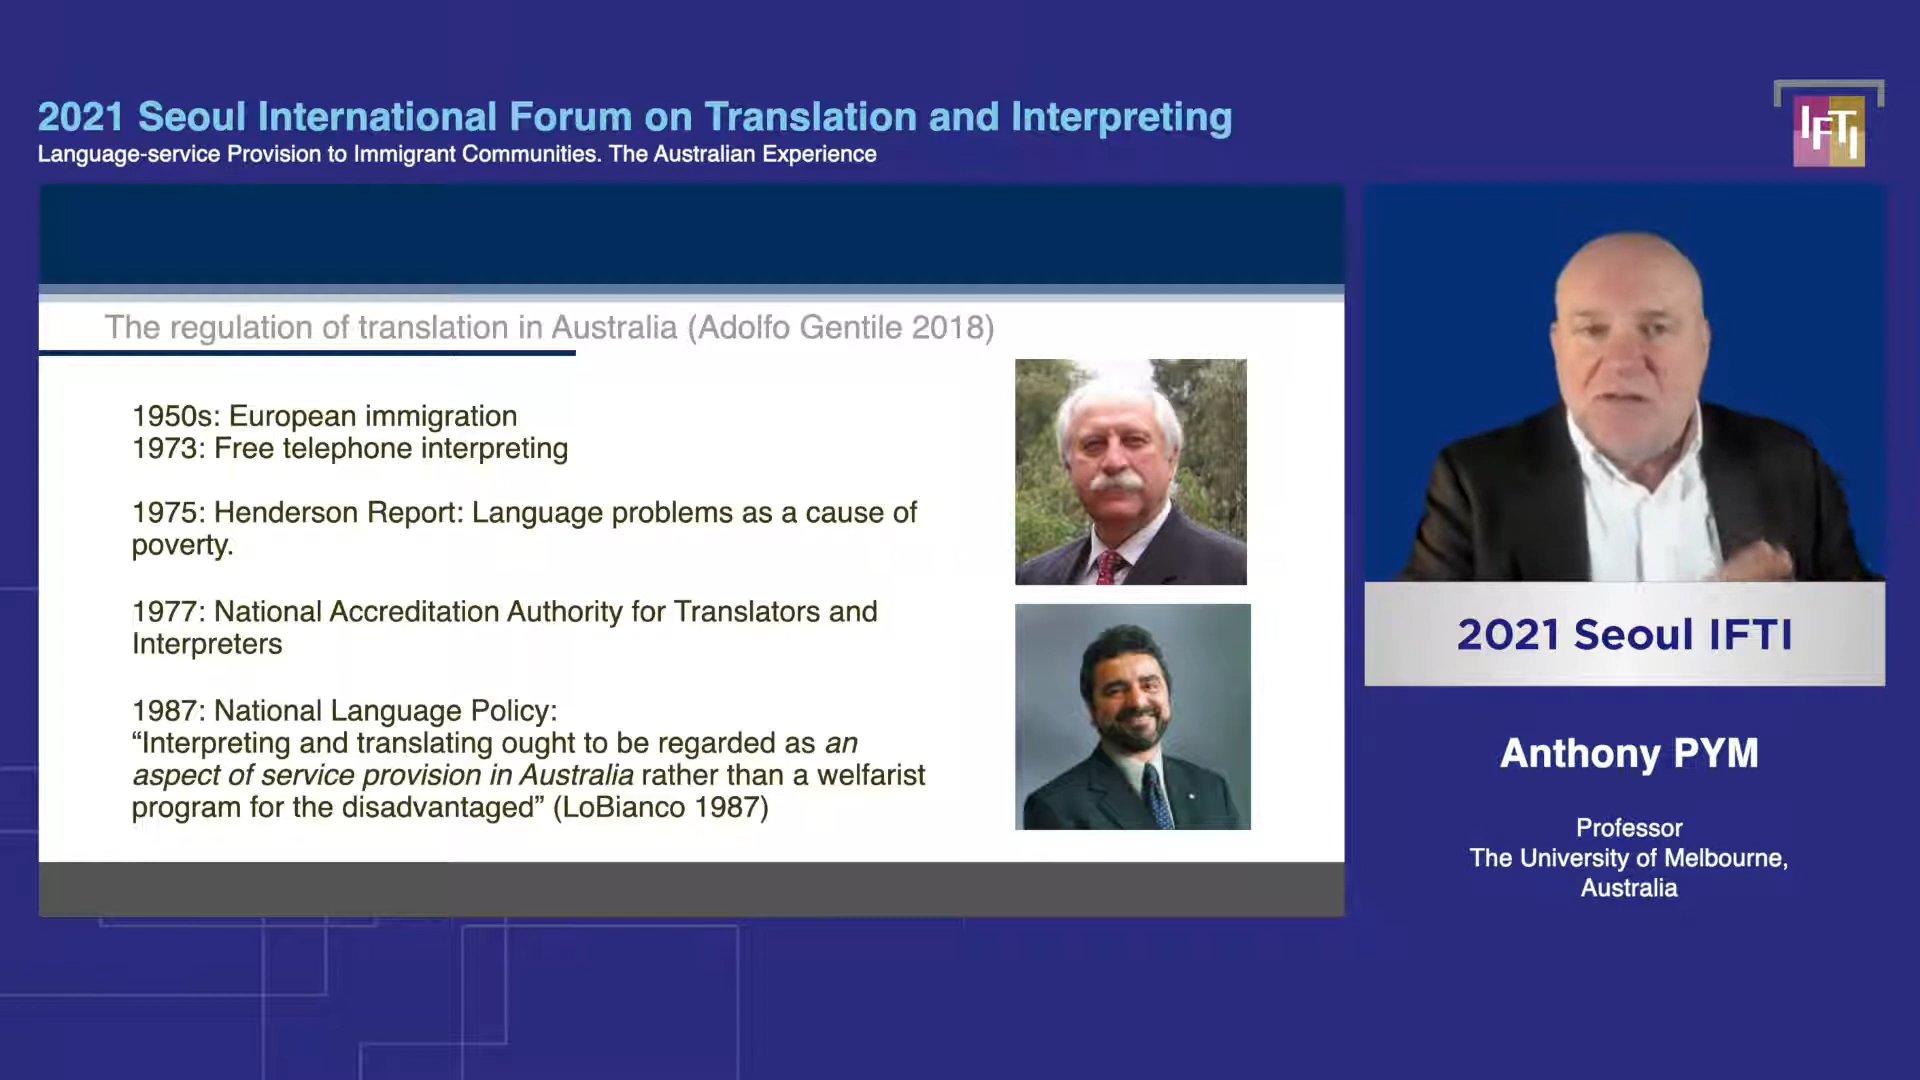 2021 Seoul International Forum on Translation and Interpreting
Language-service Provision to Immigrant Communities. The Australian Experience
IFTI
The regulation of translation in Australia (Adolfo Gentile 2018)
1950s: European immigration
1973: Free telephone interpreting
1975: Henderson Report: Language problems as a cause of
poverty.
1977: National Accreditation Authority for Translators and
Interpreters
1987: National Language Policy:
“Interpreting and translating ought to be regarded as an
aspect of service provision in Australia rather than a welfarist
program for the disadvantaged” (LoBianco 1987)
2021 Seoul IFTI
Anthony PYM
Professor
The University of Melbourne,
Australia